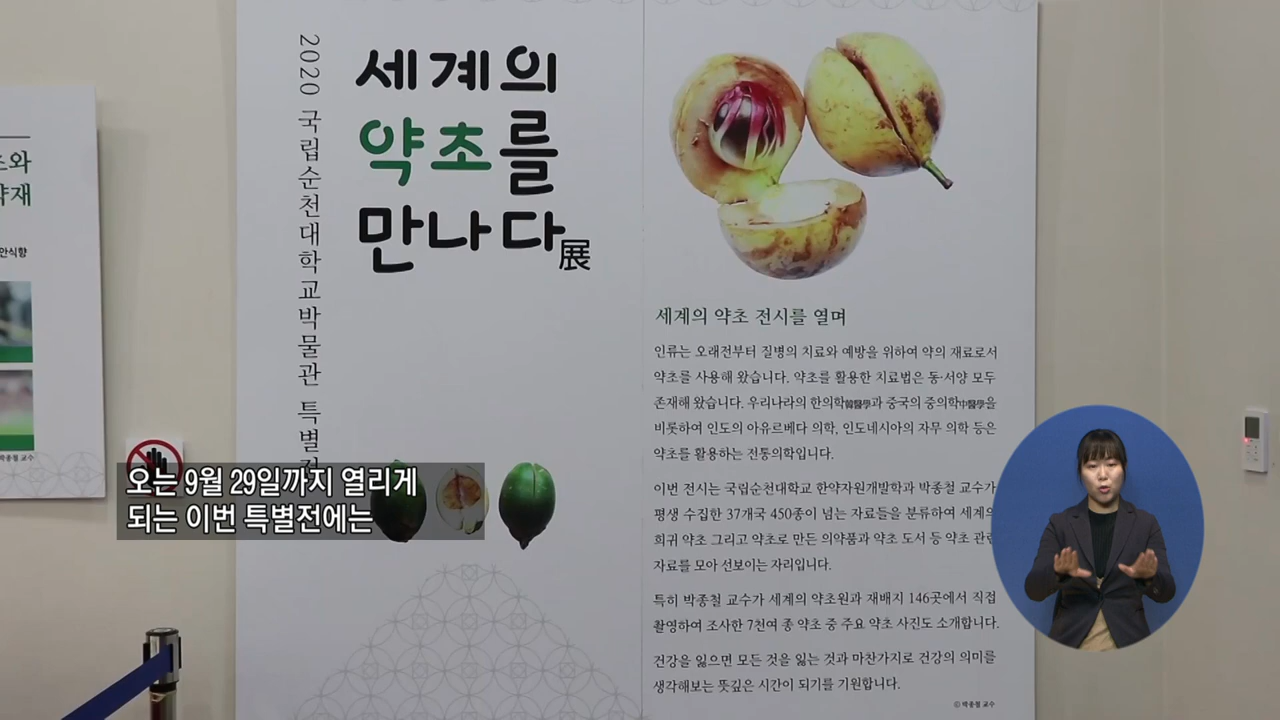 2020 국립순천대학교박물관 특별
세계의
약초를
만나다展
세계의 약초 전시를 열며
인류는 오래전부터 질병의 치료와 예방을 위하여 약의 재료로서
약초를 사용해 왔습니다. 약초를 활용한 치료법은 동·서양 모두
존재해 왔습니다. 우리나라의 한의학韓醫學과 중국의 중의학中醫學을
비롯하여 인도의 아유르베다 의학, 인도네시아의 자무 의학 등은
약초를 활용하는 전통의학입니다.
이번 전시는 국립순천대학교 한약자원개발학과 박종철 교수가
평생 수집한 37개국 450종이 넘는 자료들을 분류하여 세계의
희귀 약초 그리고 약초로 만든 의약품과 약초 도서 등 약초 관련
자료를 모아 선보이는 자리입니다.
특히 박종철 교수가 세계의 약초원과 재배지 146곳에서 직접
촬영하여 조사한 7천여 종 약초 중 주요 약초 사진도 소개합니다.
건강을 잃으면 모든 것을 잃는 것과 마찬가지로 건강의 의미를
생각해보는 뜻깊은 시간이 되기를 기원합니다.
ⓒ 박종철 교수
와
재
안식향
박종철 교수
오는 9월 29일까지 열리게
되는 이번 특별전에는